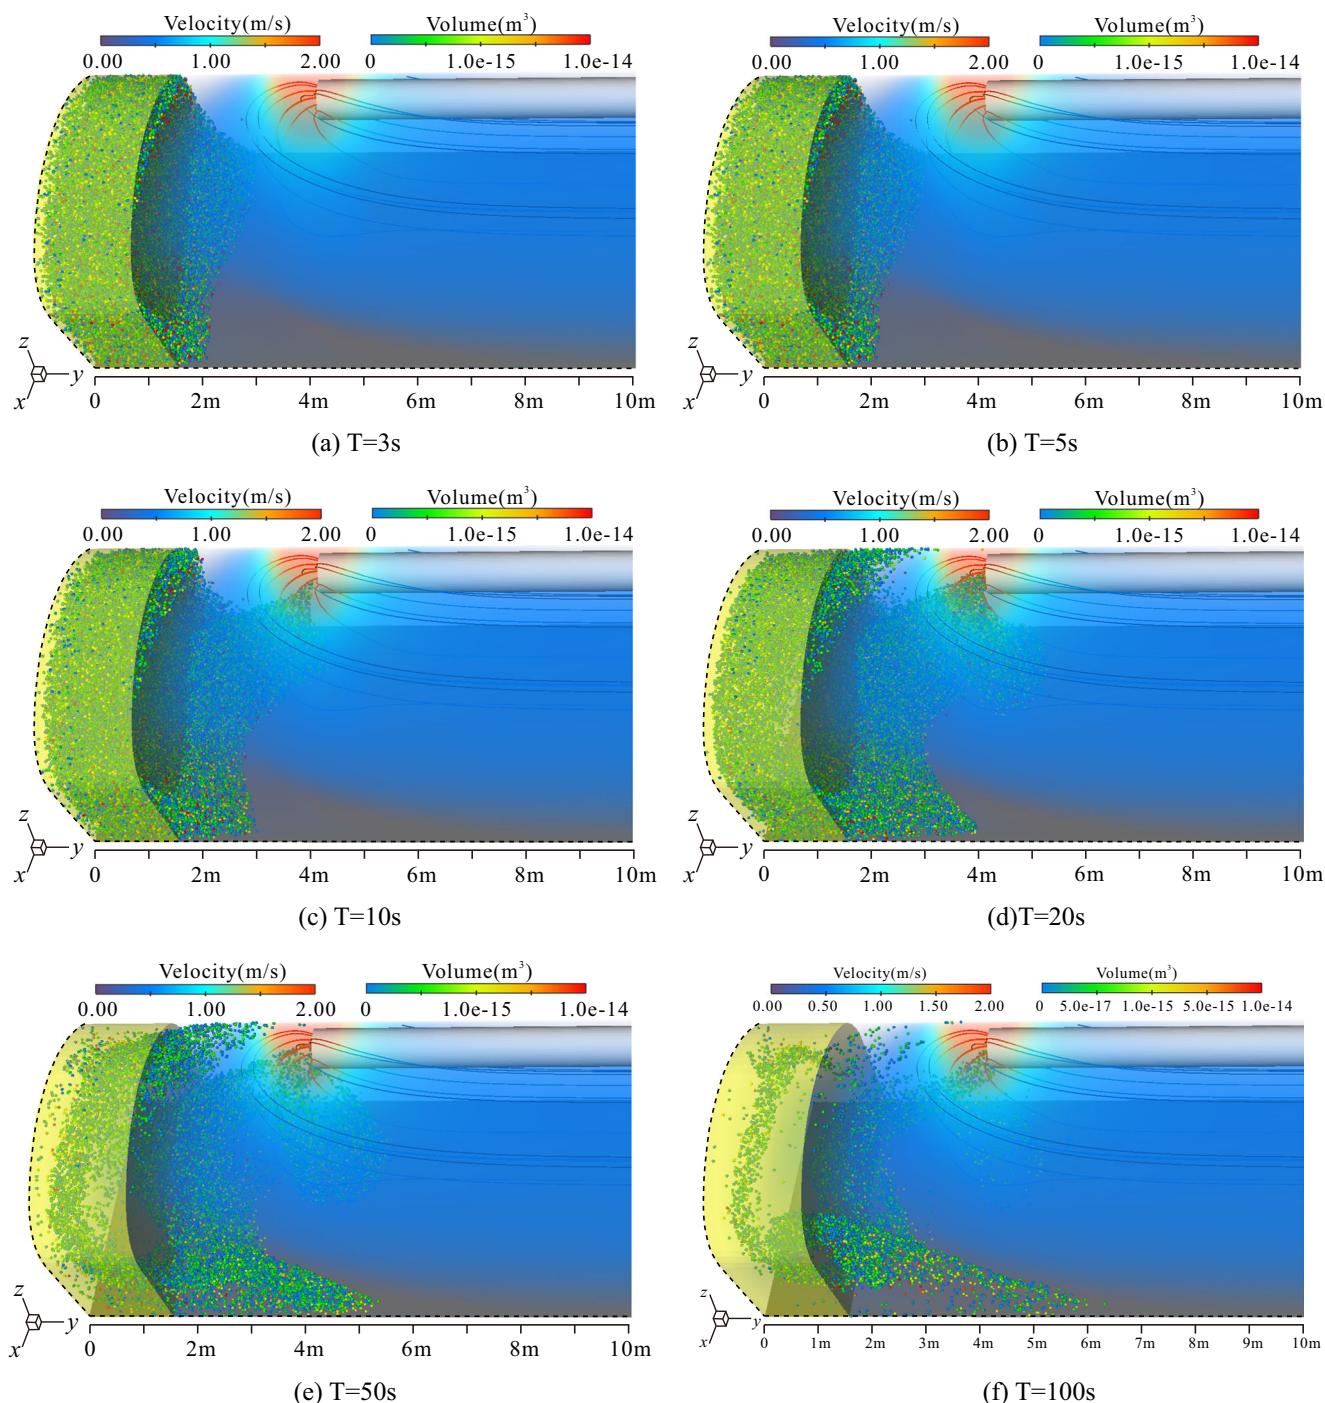 Velocity(m/s) Volume(m³)
0.00 1.00 2.00 0 1.0e-15 1.0e-14
z
y
x
0 2m 4m 6m 8m 10m
(a) T=3s
Velocity(m/s) Volume(m³)
0.00 1.00 2.00 0 1.0e-15 1.0e-14
z
y
x
0 2m 4m 6m 8m 10m
(b) T=5s
Velocity(m/s) Volume(m³)
0.00 1.00 2.00 0 1.0e-15 1.0e-14
z
y
x
0 2m 4m 6m 8m 10m
(c) T=10s
Velocity(m/s) Volume(m³)
0.00 1.00 2.00 0 1.0e-15 1.0e-14
z
y
x
0 2m 4m 6m 8m 10m
(d)T=20s
Velocity(m/s) Volume(m³)
0.00 1.00 2.00 0 1.0e-15 1.0e-14
z
y
x
0 2m 4m 6m 8m 10m
(e) T=50s
Velocity(m/s) Volume(m³)
0.00 0.50 1.00 1.50 2.00 0 5.0e-17 1.0e-15 5.0e-15 1.0e-14
z
y
x
0 1m 2m 3m 4m 5m 6m 7m 8m 9m 10m
(f) T=100s